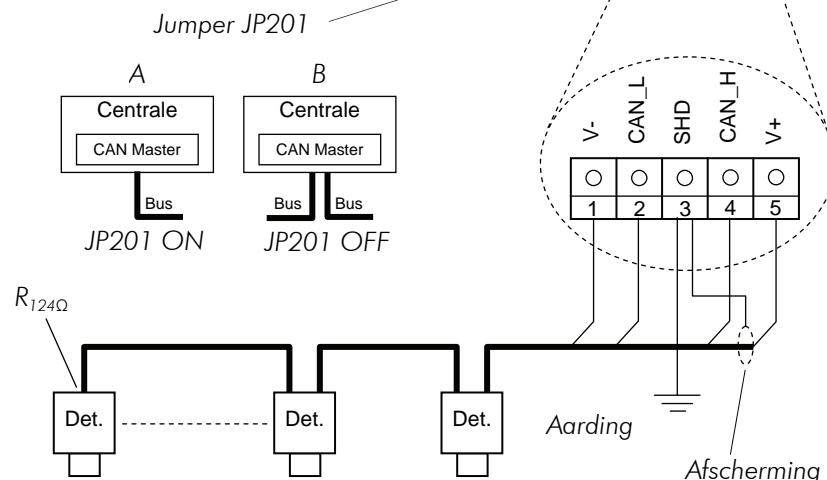 Jumper JP201
A
B
Centrale
Centrale
CAN Master
CAN Master
Bus
Bus
Bus
JP201 ON
JP201 OFF
V-
CAN_L
SHD
CAN_H
V+
1 2 3 4 5
R124Ω
Det.
Det.
Det.
Aarding
Afscherming